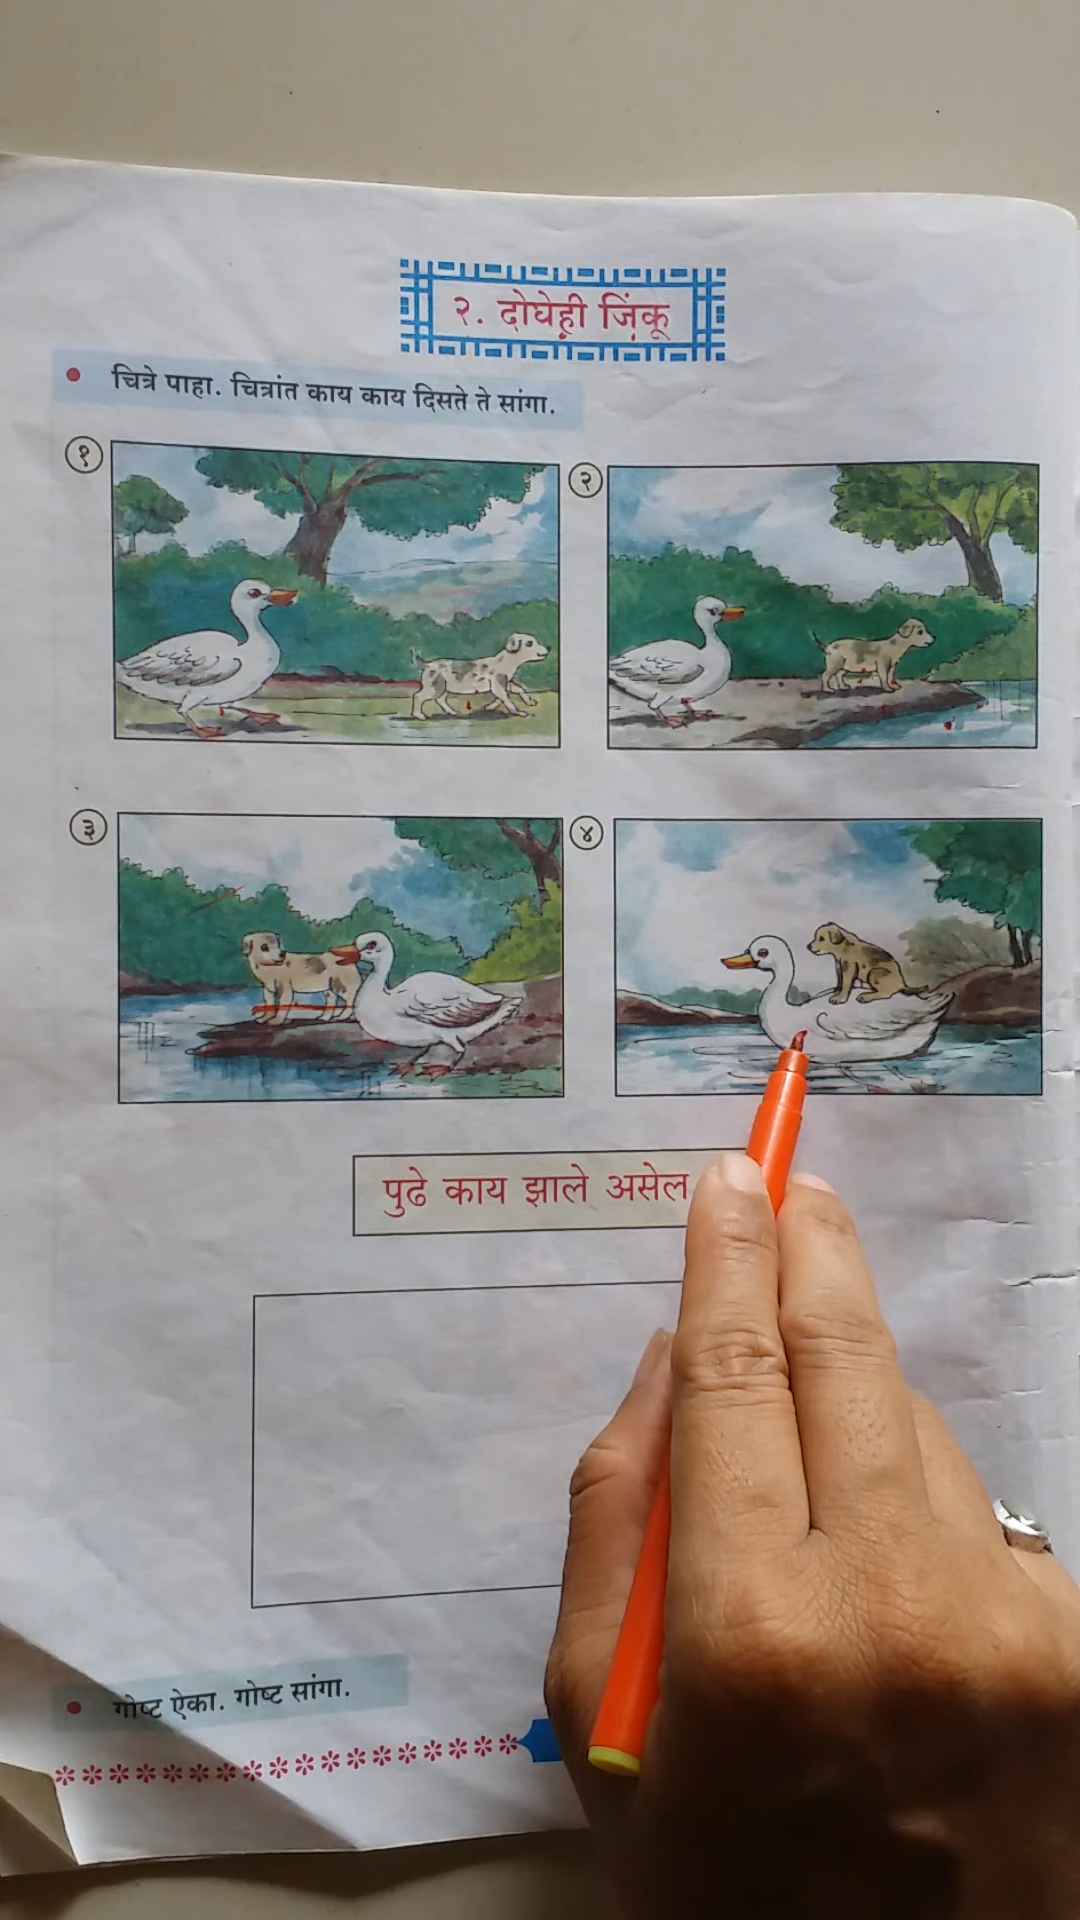 २. दोघेही जिंकू
चित्रे पाहा. चित्रांत काय काय दिसते ते सांगा.
१
२
३
४
पुढे काय झाले असेल
गोष्ट ऐका. गोष्ट सांगा.